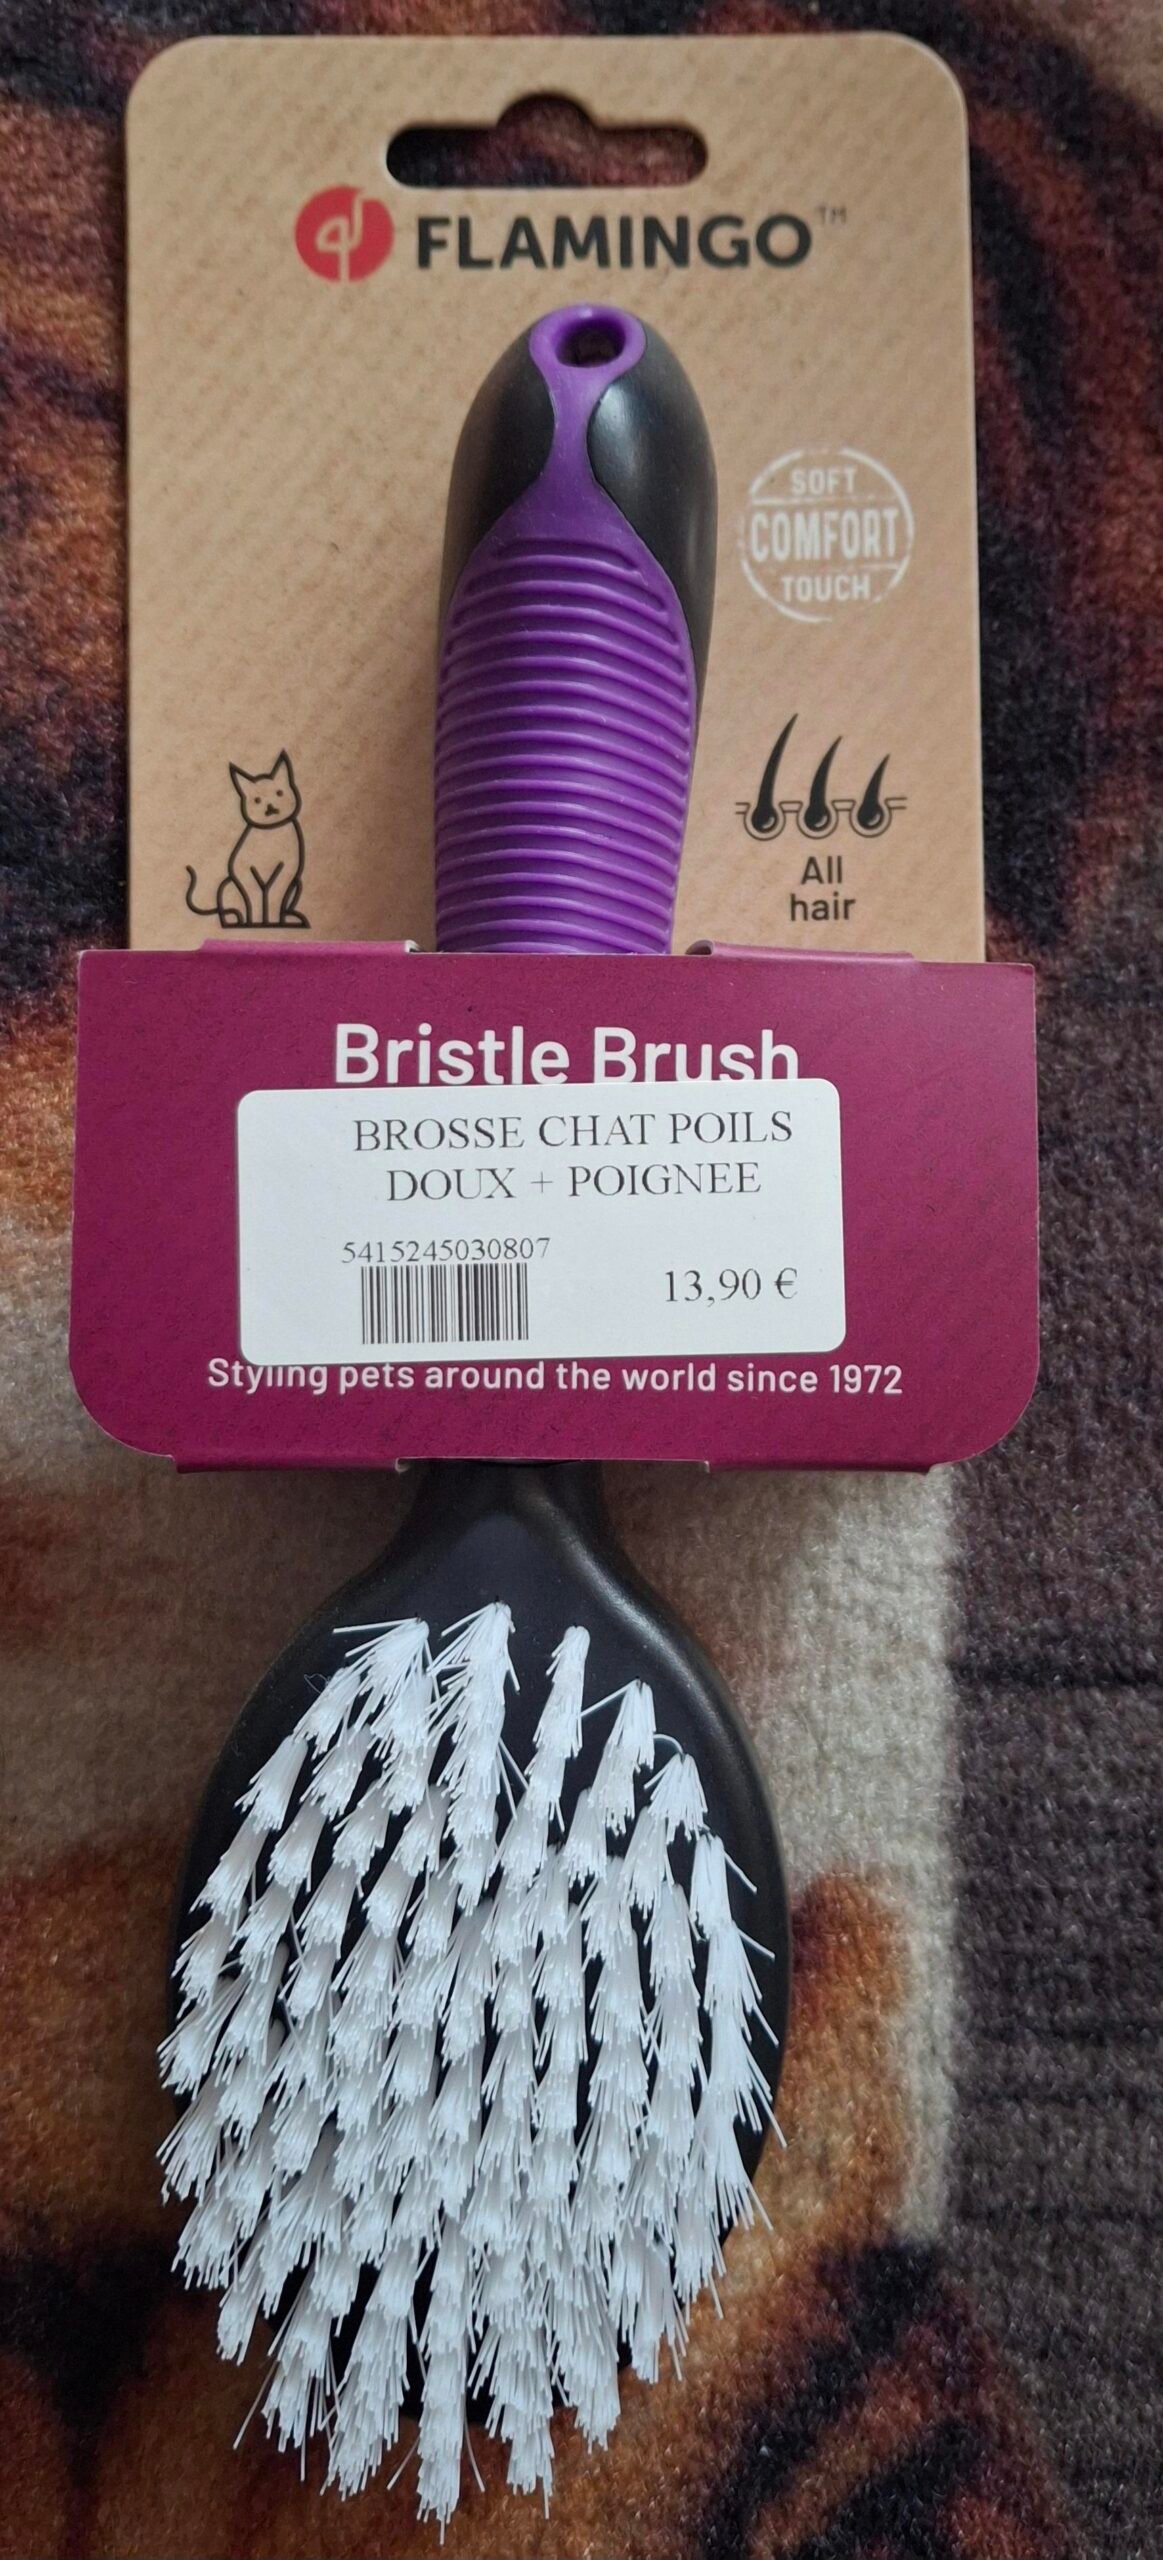 FLAMINGO™
SOFT
COMFORT
TOUCH
All
hair
Bristle Brush
BROSSE CHAT POILS
DOUX + POIGNEE
5415245030807
13,90 €
Styling pets around the world since 1972